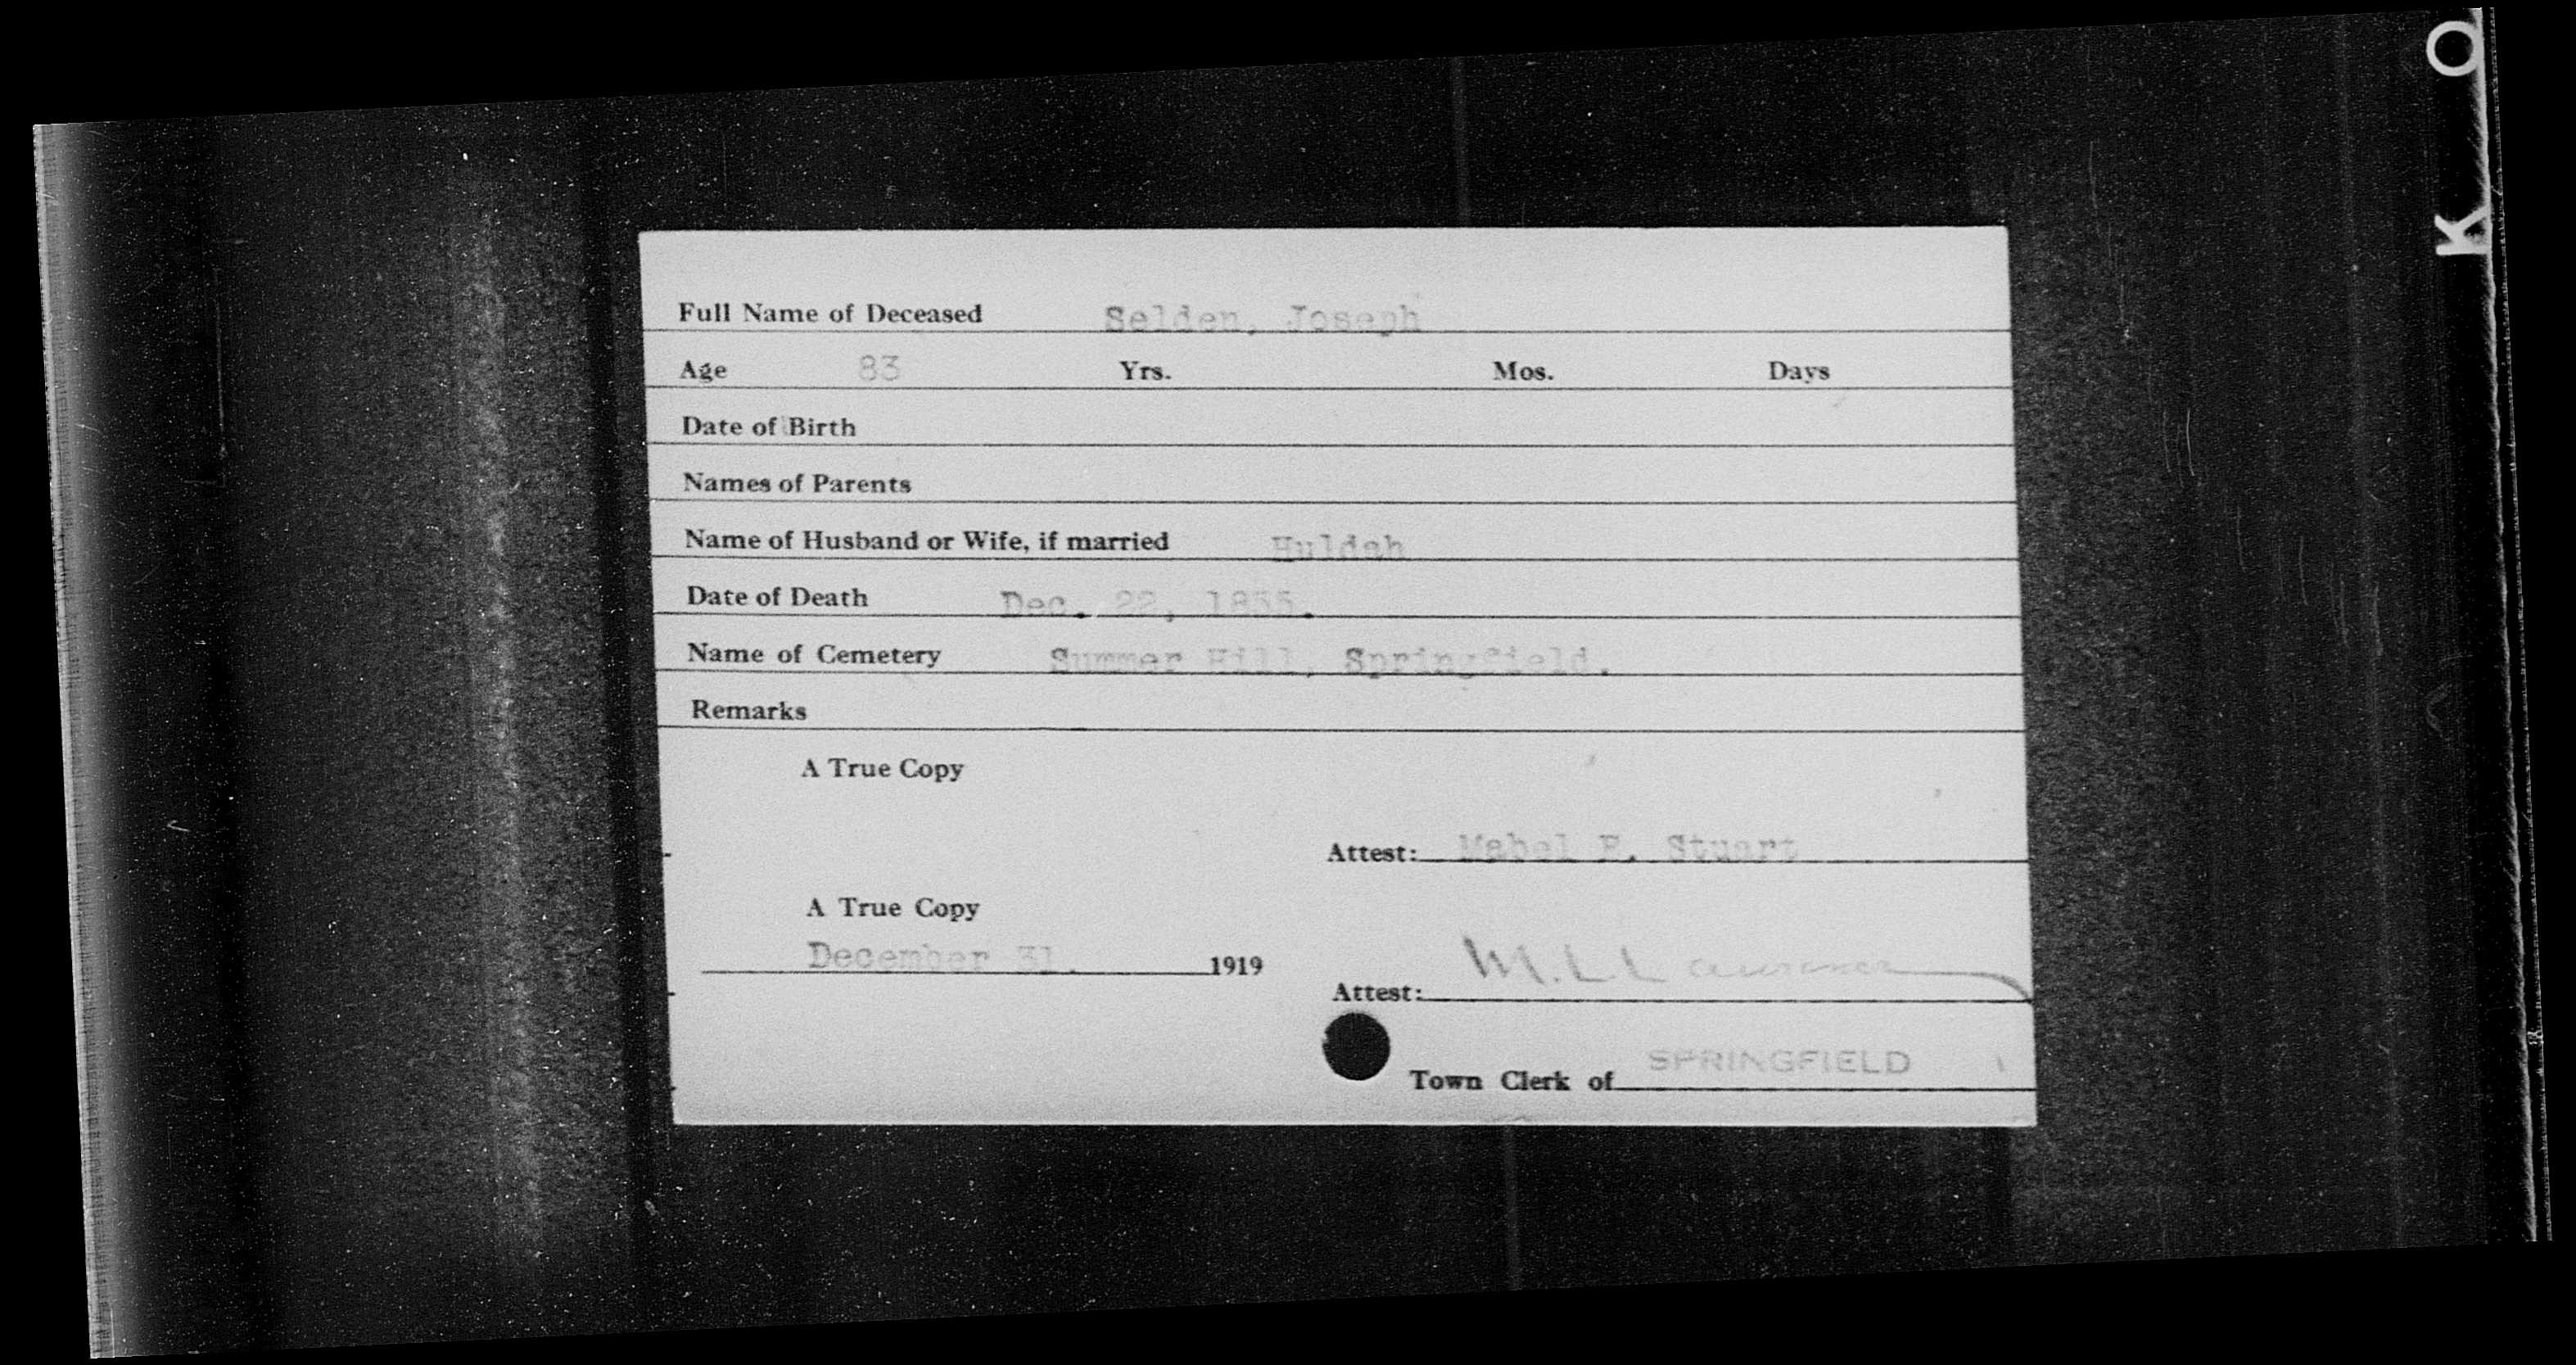 Full Name of Deceased Selden, Joseph
Age 83 Yrs. Mos. Days
Date of Birth
Names of Parents
Name of Husband or Wife, if married Huldah
Date of Death Dec. 22, 1855.
Name of Cemetery Summer Hill, Springfield.
Remarks
A True Copy
Attest: Mabel F. Stuart
A True Copy
December 31, 1919
Attest: M. L. Lawrence
Town Clerk of SPRINGFIELD
K O